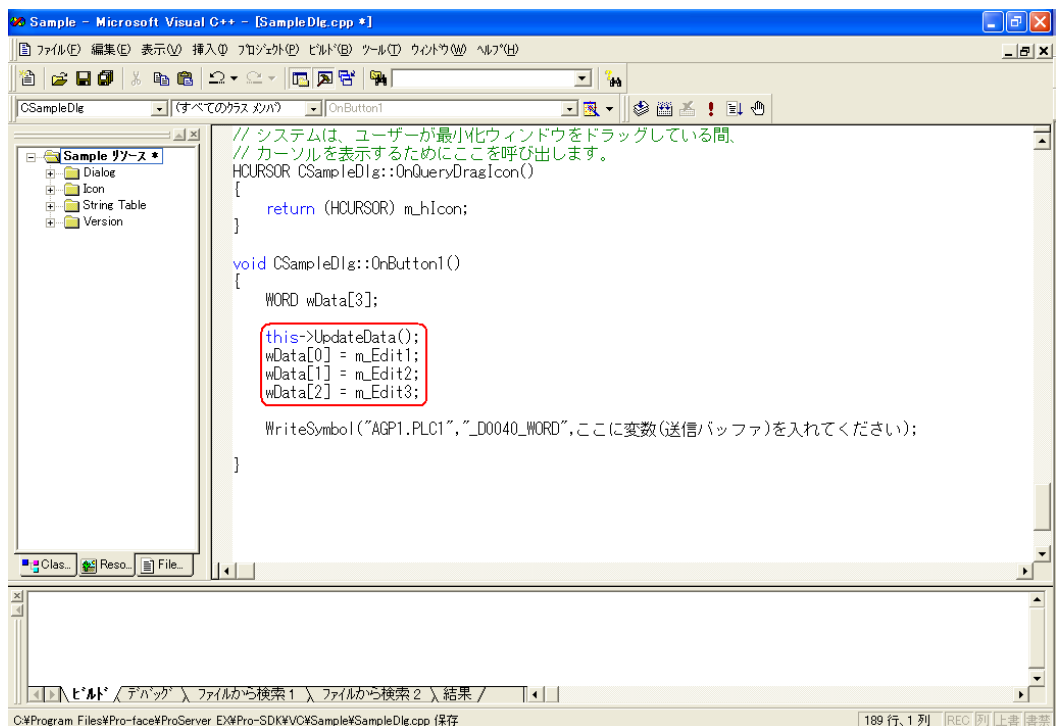 Sample - Microsoft Visual C++ - [SampleDlg.cpp *]
ファイル(F) 編集(E) 表示(V) 挿入(I) プロジェクト(P) ビルド(B) ツール(T) ウィンドウ(W) ヘルプ(H)
CSampleDlg (すべてのクラス メンバ) OnButton1
Sample リソース *
Dialog
Icon
String Table
Version
// システムは、ユーザーが最小化ウィンドウをドラッグしている間、
// カーソルを表示するためにここを呼び出します。
HCURSOR CSampleDlg::OnQueryDragIcon()
{
return (HCURSOR) m_hIcon;
}
void CSampleDlg::OnButton1()
{
WORD wData[3];
this->UpdateData();
wData[0] = m_Edit1;
wData[1] = m_Edit2;
wData[2] = m_Edit3;
WriteSymbol("AGP1.PLC1","_D0040_WORD",ここに変数(送信バッファ)を入れてください);
}
Clas... Reso... File...
ビルド デバッグ ファイルから検索1 ファイルから検索2 結果
C:¥Program Files¥Pro-face¥ProServer EX¥Pro-SDK¥VC¥Sample¥SampleDlg.cpp 保存
189 行、1 列 REC 列 上書 書禁